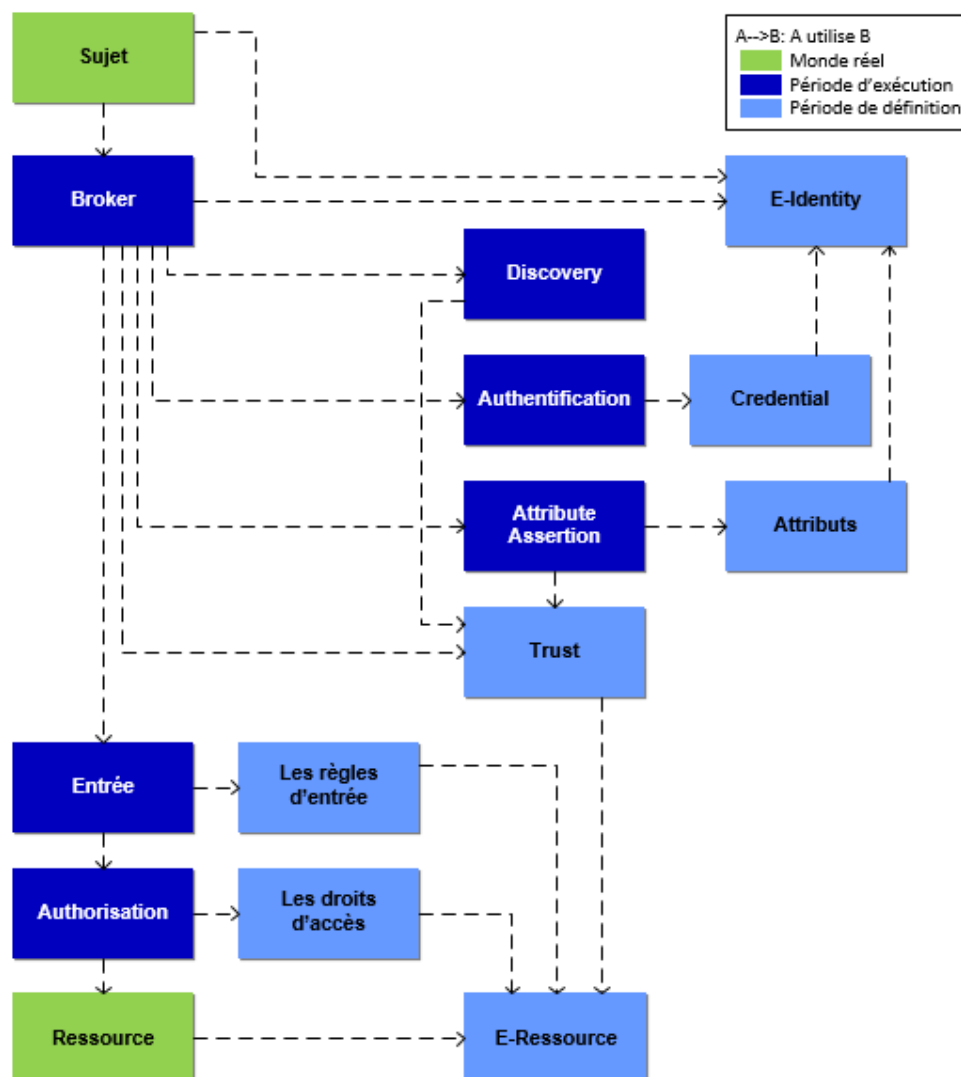 Sujet
A-->B: A utilise B
Monde réel
Période d'exécution
Période de définition
Broker
E-Identity
Discovery
Authentification
Credential
Attribute
Assertion
Attributs
Trust
Entrée
Les règles
d'entrée
Authorisation
Les droits
d'accès
Ressource
E-Ressource